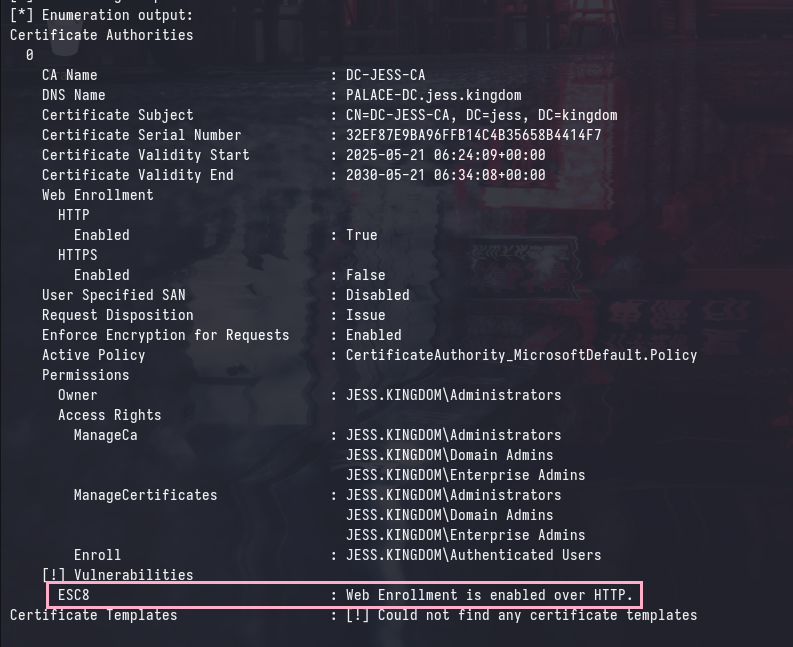 [*] Enumeration output:
Certificate Authorities
  0
    CA Name                             : DC-JESS-CA
    DNS Name                            : PALACE-DC.jess.kingdom
    Certificate Subject                 : CN=DC-JESS-CA, DC=jess, DC=kingdom
    Certificate Serial Number           : 32EF87E9BA96FFB14C4B35658B4414F7
    Certificate Validity Start          : 2025-05-21 06:24:09+00:00
    Certificate Validity End            : 2030-05-21 06:34:08+00:00
    Web Enrollment
      HTTP
        Enabled                         : True
      HTTPS
        Enabled                         : False
    User Specified SAN                  : Disabled
    Request Disposition                 : Issue
    Enforce Encryption for Requests     : Enabled
    Active Policy                       : CertificateAuthority_MicrosoftDefault.Policy
    Permissions
      Owner                             : JESS.KINGDOM\Administrators
      Access Rights
        ManageCa                        : JESS.KINGDOM\Administrators
                                          JESS.KINGDOM\Domain Admins
                                          JESS.KINGDOM\Enterprise Admins
        ManageCertificates              : JESS.KINGDOM\Administrators
                                          JESS.KINGDOM\Domain Admins
                                          JESS.KINGDOM\Enterprise Admins
        Enroll                          : JESS.KINGDOM\Authenticated Users
    [!] Vulnerabilities
      ESC8                              : Web Enrollment is enabled over HTTP.
Certificate Templates                   : [!] Could not find any certificate templates